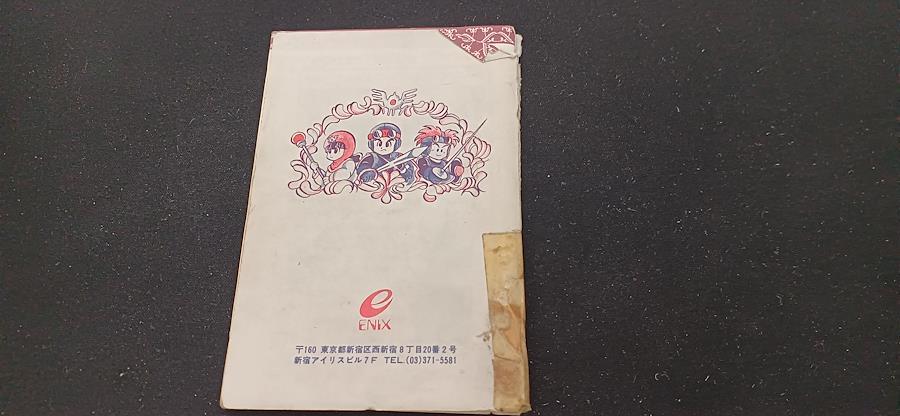 ENIX
〒160 東京都新宿区西新宿8丁目20番2号
新宿アイリスビル7F TEL.(03)371-5581